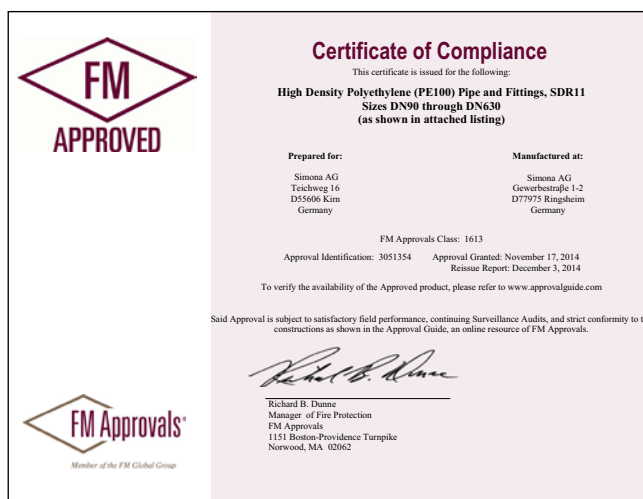 FM
APPROVED
Certificate of Compliance
This certificate is issued for the following:
High Density Polyethylene (PE100) Pipe and Fittings, SDR11
Sizes DN90 through DN630
(as shown in attached listing)
Prepared for:
Simona AG
Teichweg 16
D55606 Kirn
Germany
Manufactured at:
Simona AG
Gewerbestraβe 1-2
D77975 Ringsheim
Germany
FM Approvals Class: 1613
Approval Identification: 3051354 Approval Granted: November 17, 2014
Reissue Report: December 3, 2014
To verify the availability of the Approved product, please refer to www.approvalguide.com
Said Approval is subject to satisfactory field performance, continuing Surveillance Audits, and strict conformity to t
constructions as shown in the Approval Guide, an online resource of FM Approvals.
Richard B. Dunne
Richard B. Dunne
Manager of Fire Protection
FM Approvals
1151 Boston-Providence Turnpike
Norwood, MA 02062
FM Approvals
Member of the FM Global Group